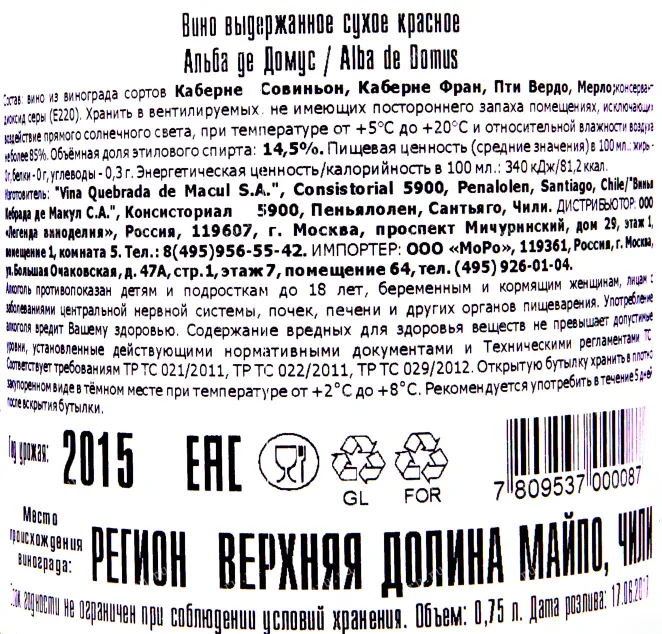 Вино выдержанное сухое красное
Альба де Домус / Alba de Domus
Состав: вино из винограда сортов Каберне Совиньон, Каберне Фран, Пти Вердо, Мерло; консервант
диоксид серы (Е220). Хранить в вентилируемых, не имеющих постороннего запаха помещениях, исключающих
воздействие прямого солнечного света, при температуре от +5°С до +20°С и относительной влажности воздуха
не более 85%. Объёмная доля этилового спирта: 14,5%. Пищевая ценность (средние значения) в 100 мл.: жиры-
0г, белки - 0 г, углеводы - 0,3 г. Энергетическая ценность/калорийность в 100 мл.: 340 кДж/81,2 ккал.
Изготовитель: "Vina Quebrada de Macul S.A.", Consistorial 5900, Penalolen, Santiago, Chile/"Винья
Кебрада де Макул С.А.", Консисториал 5900, Пеньялолен, Сантьяго, Чили. ДИСТРИБЬЮТОР: ООО
«Легенда виноделия», Россия, 119607, г. Москва, проспект Мичуринский, дом 29, этаж 1,
помещение 1, комната 5. Тел.: 8(495)956-55-42. ИМПОРТЕР: ООО «МоРо», 119361, Россия, г. Москва,
ул. Большая Очаковская, д. 47А, стр. 1, этаж 7, помещение 64, тел. (495) 926-01-04.
Алкоголь противопоказан детям и подросткам до 18 лет, беременным и кормящим женщинам, лицам с
заболеваниями центральной нервной системы, почек, печени и других органов пищеварения. Употребление
алкоголя вредит Вашему здоровью. Содержание вредных для здоровья веществ не превышает допустимые
уровни, установленные действующими нормативными документами и Техническими регламентами ТС
Соответствует требованиям ТР ТС 021/2011, ТР ТС 022/2011, ТР ТС 029/2012. Открытую бутылку хранить в плотно
закупоренном виде в тёмном месте при температуре от +2°С до +8°С. Рекомендуется употребить в течение 5 дней
после вскрытия бутылки.
Год урожая: 2015 EAC
GL FOR
7 809537 000087
Место
происхождения
винограда: РЕГИОН ВЕРХНЯЯ ДОЛИНА МАЙПО, ЧИЛИ
Срок годности не ограничен при соблюдении условий хранения. Объем: 0,75 л. Дата розлива: 17.06.